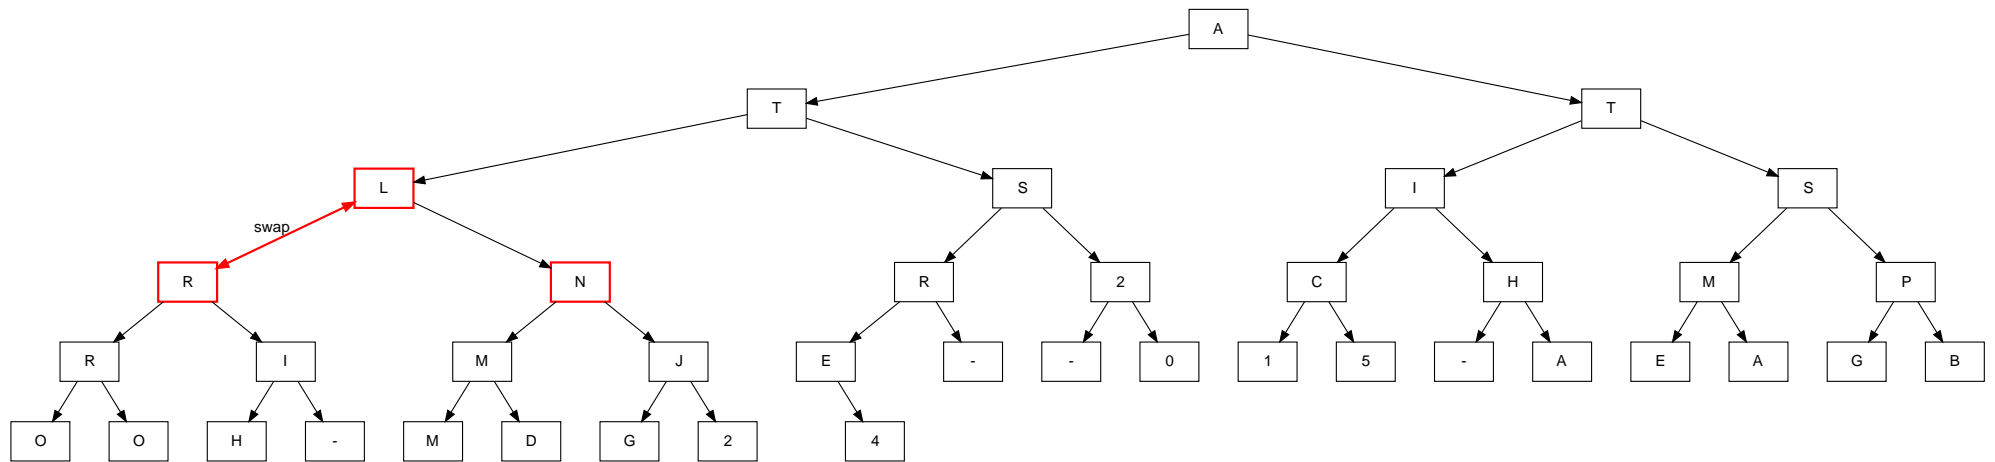 A
T T
L S I S
swap
R N R 2 C H M P
R I M J E - - 0 1 5 - A E A G B
O O H - M D G 2 4